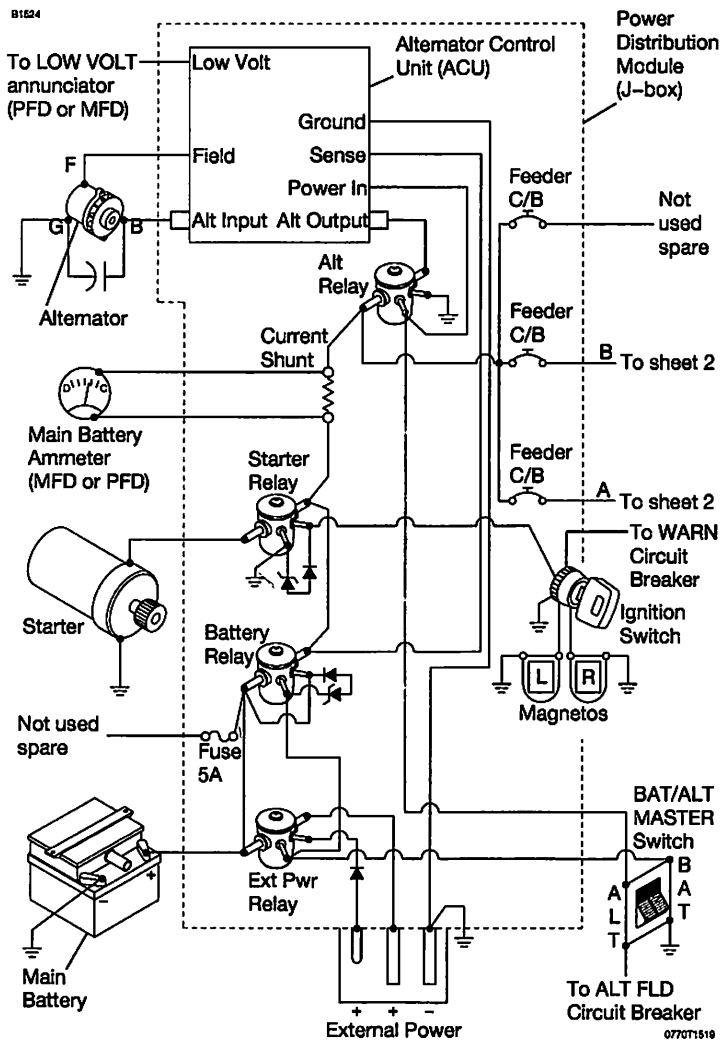 B1524
To LOW VOLT
annunciator
(PFD or MFD)
Low Volt
Alternator Control
Unit (ACU)
Power
Distribution
Module
(J-box)
Ground
F
Field
Sense
Power In
Feeder
C/B
Not
used
spare
G
B
Alt Input
Alt Output
Alt
Relay
Alternator
Feeder
C/B
B
To sheet 2
Current
Shunt
D
C
Main Battery
Ammeter
(MFD or PFD)
Feeder
C/B
A
To sheet 2
Starter
Relay
To WARN
Circuit
Breaker
Ignition
Switch
Starter
Battery
Relay
L
R
Magnetos
Not used
spare
Fuse
5A
BAT/ALT
MASTER
Switch
Ext Pwr
Relay
ALT
BAT
+
-
Main
Battery
+
+
-
External Power
To ALT FLD
Circuit Breaker
0770T1519